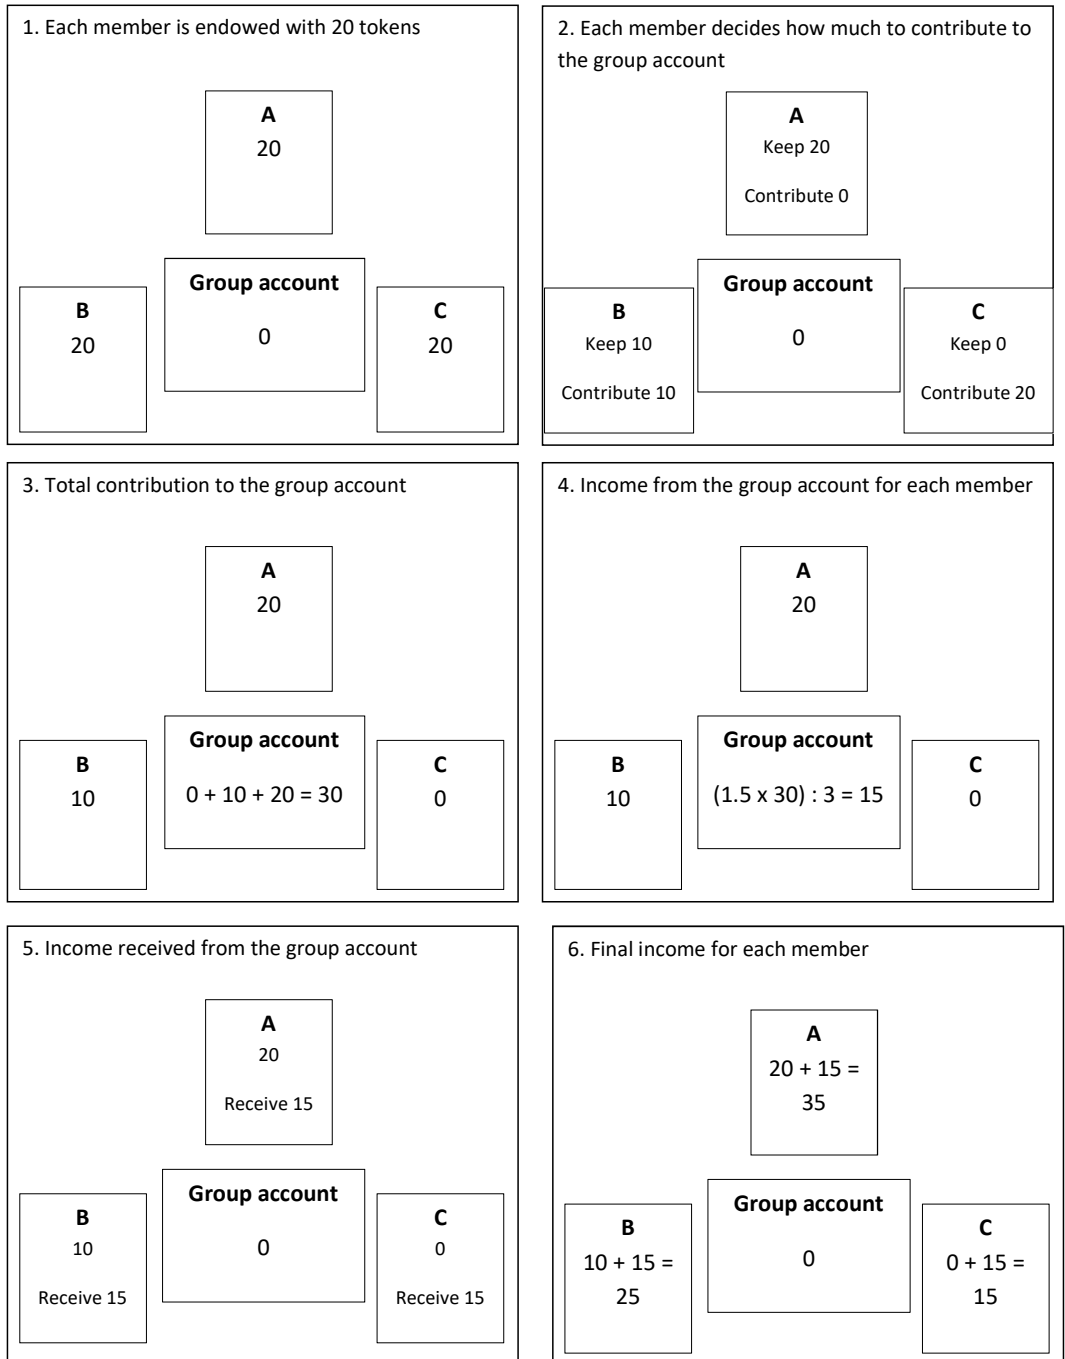 1. Each member is endowed with 20 tokens
A
20
Group account
0
B
20
C
20
2. Each member decides how much to contribute to
the group account
A
Keep 20
Contribute 0
Group account
0
B
Keep 10
Contribute 10
C
Keep 0
Contribute 20
3. Total contribution to the group account
A
20
Group account
0 + 10 + 20 = 30
B
10
C
0
4. Income from the group account for each member
A
20
Group account
(1.5 x 30) : 3 = 15
B
10
C
0
5. Income received from the group account
A
20
Receive 15
Group account
0
B
10
Receive 15
C
0
Receive 15
6. Final income for each member
A
20 + 15 =
35
Group account
0
B
10 + 15 =
25
C
0 + 15 =
15